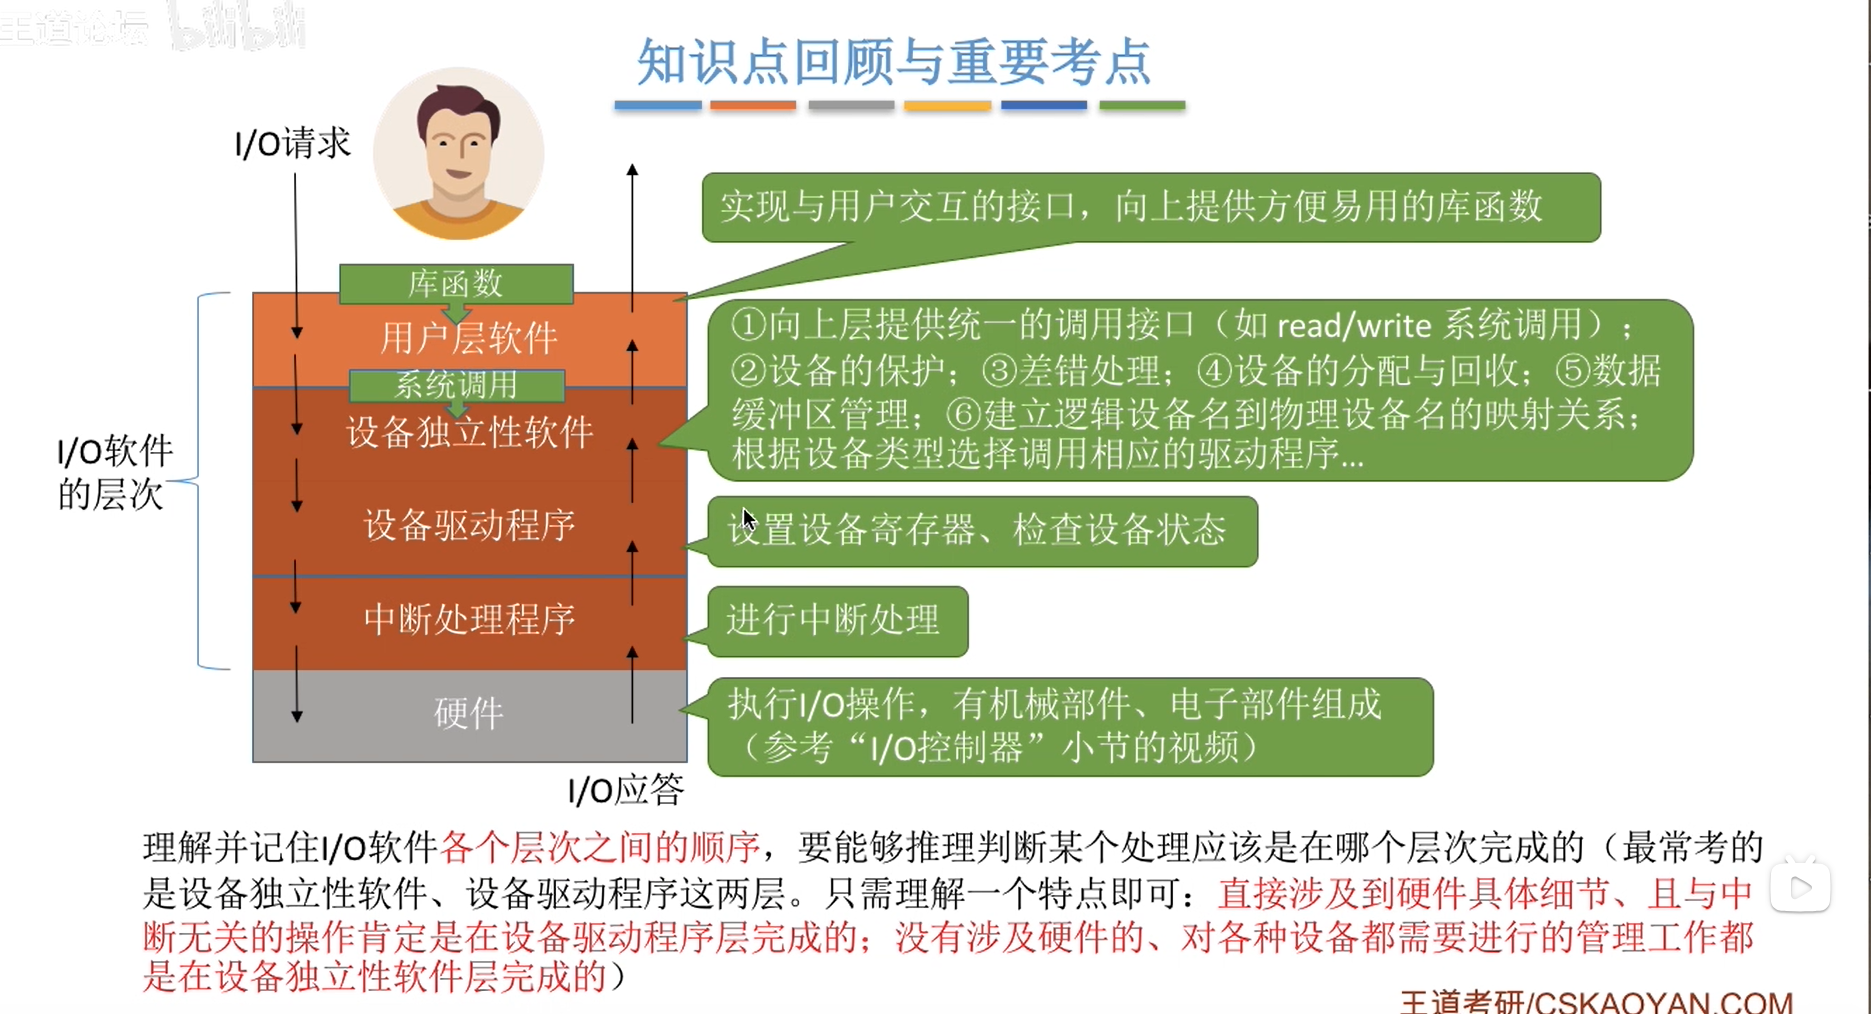 王道论坛 bilibili
知识点回顾与重要考点
I/O请求
实现与用户交互的接口，向上提供方便易用的库函数
库函数
用户层软件
系统调用
设备独立性软件
①向上层提供统一的调用接口（如 read/write 系统调用）；
②设备的保护；③差错处理；④设备的分配与回收；⑤数据
缓冲区管理；⑥建立逻辑设备名到物理设备名的映射关系；
根据设备类型选择调用相应的驱动程序...
I/O软件
的层次
设备驱动程序
设置设备寄存器、检查设备状态
中断处理程序
进行中断处理
硬件
执行I/O操作，有机械部件、电子部件组成
（参考“I/O控制器”小节的视频）
I/O应答
理解并记住I/O软件各个层次之间的顺序，要能够推理判断某个处理应该是在哪个层次完成的（最常考的
是设备独立性软件、设备驱动程序这两层。只需理解一个特点即可：直接涉及到硬件具体细节、且与中
断无关的操作肯定是在设备驱动程序层完成的；没有涉及硬件的、对各种设备都需要进行的管理工作都
是在设备独立性软件层完成的）
王道考研/CSKAOYAN.COM